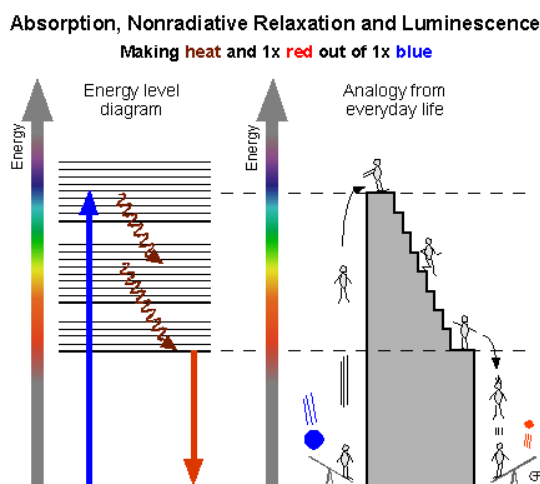 Absorption, Nonradiative Relaxation and Luminescence
Making heat and 1x red out of 1x blue
Energy level
diagram
Analogy from
everyday life
Energy
Energy